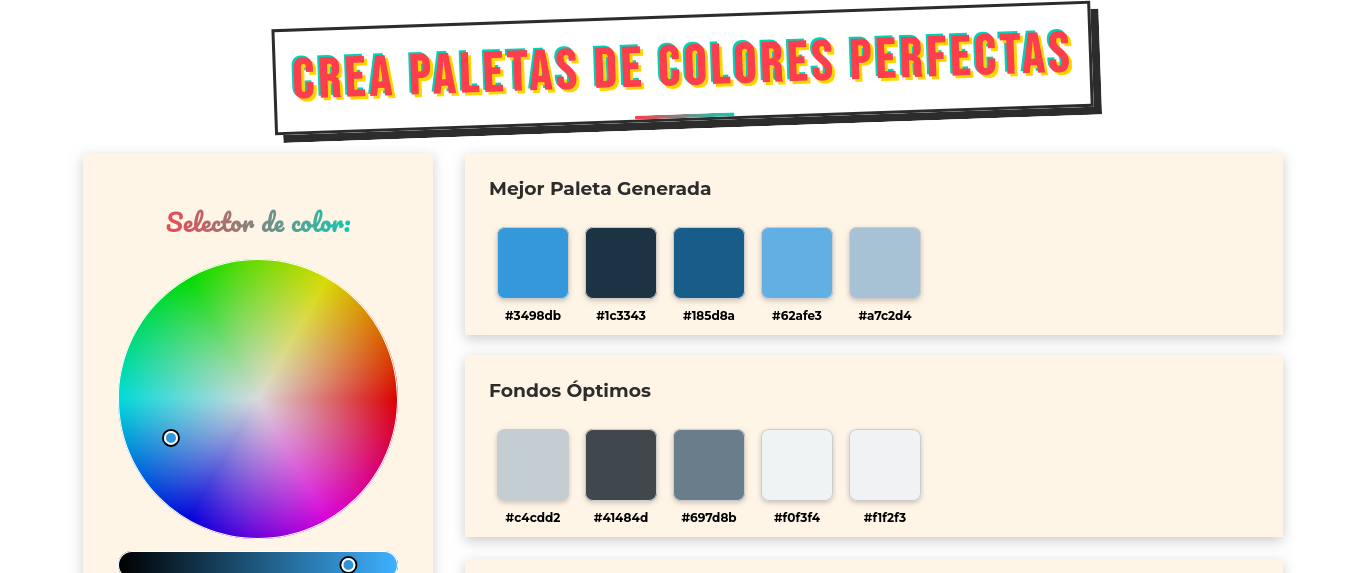 CREA PALETAS DE COLORES PERFECTAS
Selector de color:
Mejor Paleta Generada
#3498db #1c3343 #185d8a #62afe3 #a7c2d4
Fondos Óptimos
#c4cdd2 #41484d #697d8b #f0f3f4 #f1f2f3